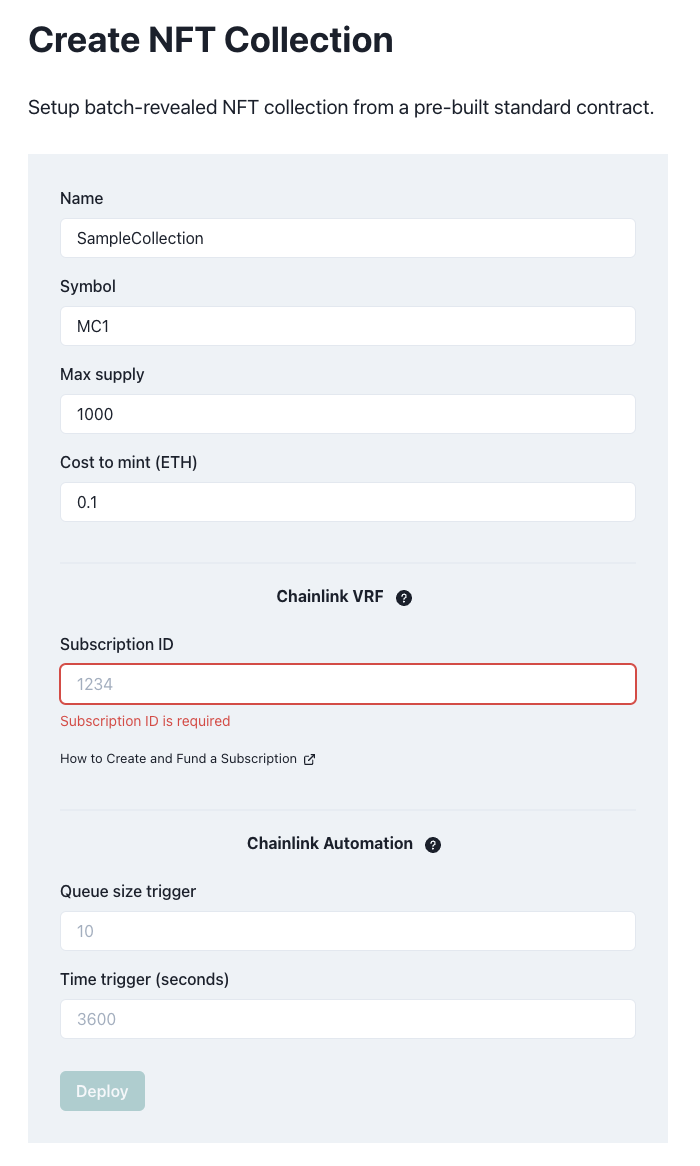 Create NFT Collection
Setup batch-revealed NFT collection from a pre-built standard contract.
Name
SampleCollection
Symbol
MC1
Max supply
1000
Cost to mint (ETH)
0.1
Chainlink VRF ?
Subscription ID
1234
Subscription ID is required
How to Create and Fund a Subscription
Chainlink Automation ?
Queue size trigger
10
Time trigger (seconds)
3600
Deploy